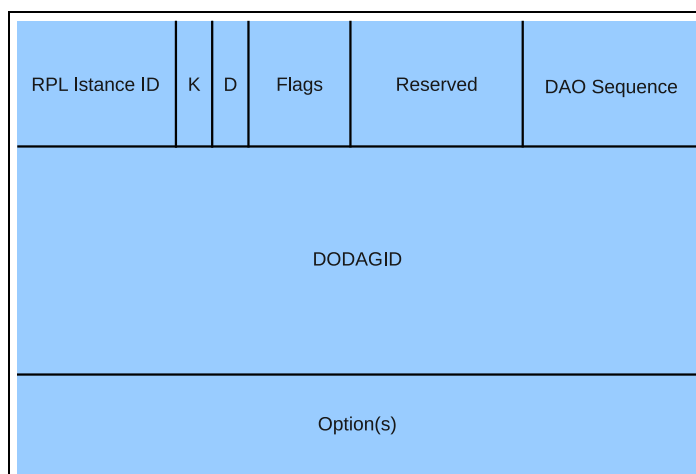 RPL Istance ID
K
D
Flags
Reserved
DAO Sequence
DODAGID
Option(s)